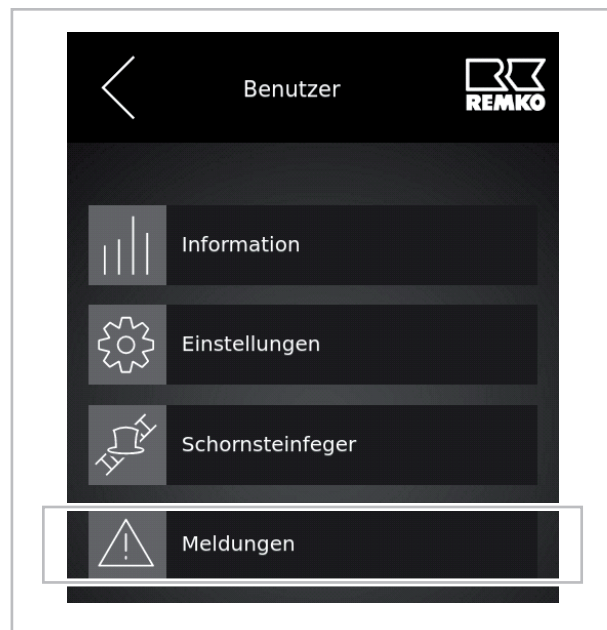 Benutzer
REMKO
Information
Einstellungen
Schornsteinfeger
Meldungen